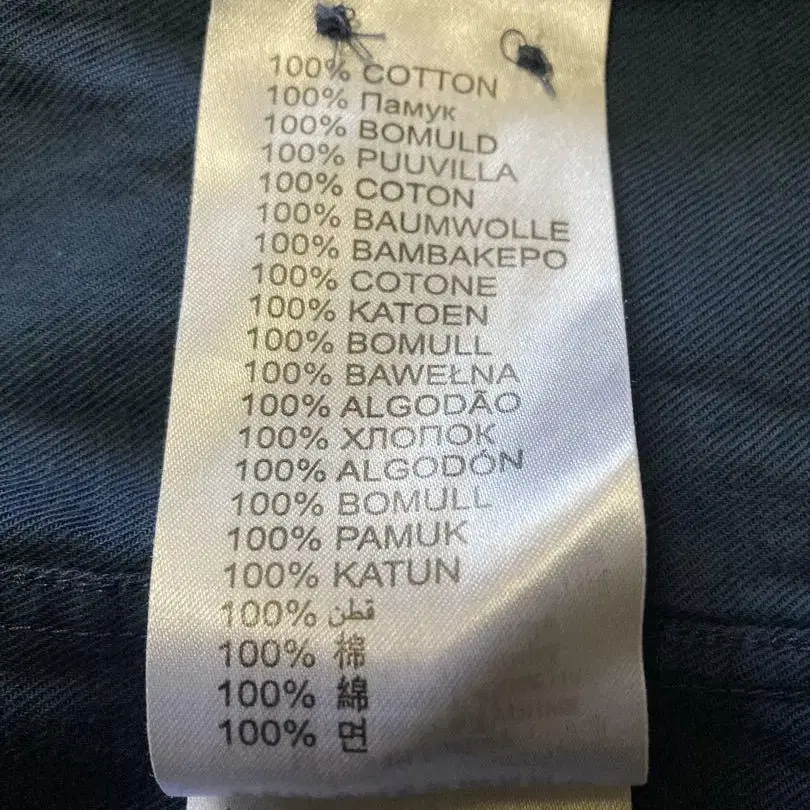 100% COTTON
100% Памук
100% BOMULD
100% PUUVILLA
100% COTON
100% BAUMWOLLE
100% BAMBAKEPO
100% COTONE
100% KATOEN
100% BOMULL
100% BAWEŁNA
100% ALGODÃO
100% ХЛОПОК
100% ALGODÓN
100% BOMULL
100% PAMUK
100% KATUN
100% قطن
100% 棉
100% 綿
100% 면